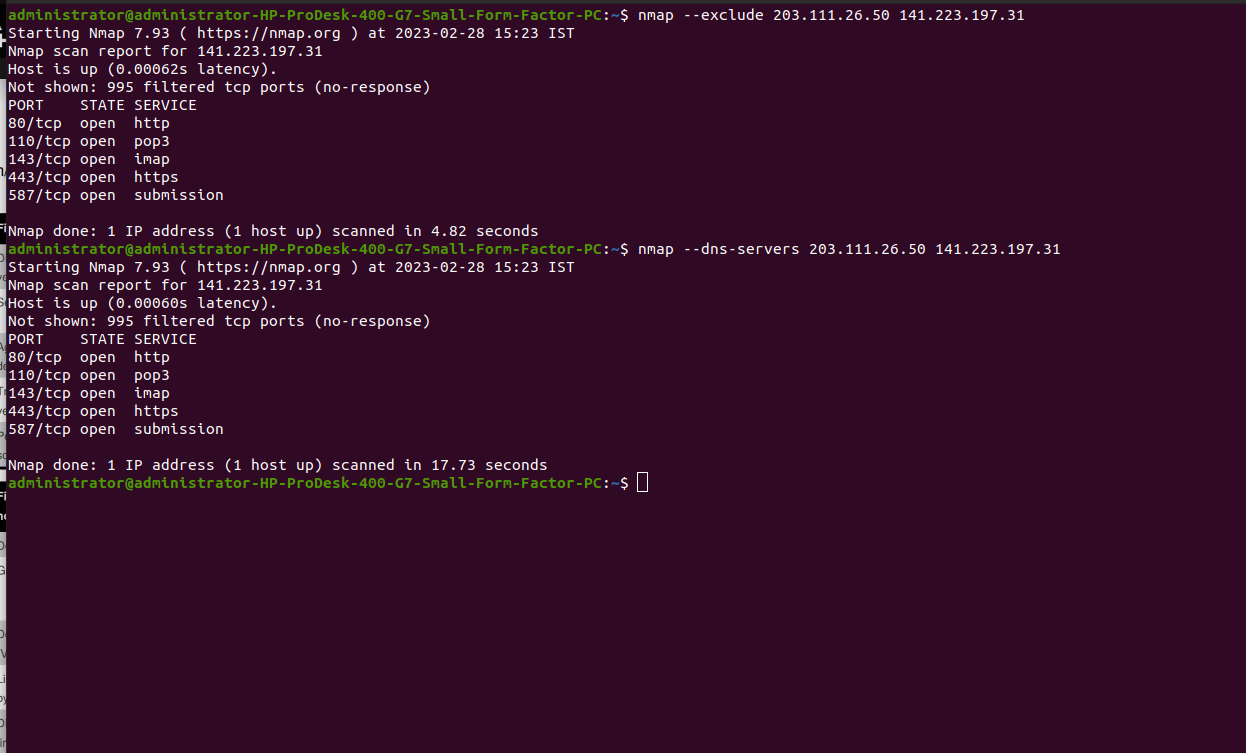 administrator@administrator-HP-ProDesk-400-G7-Small-Form-Factor-PC:~$ nmap --exclude 203.111.26.50 141.223.197.31
Starting Nmap 7.93 ( https://nmap.org ) at 2023-02-28 15:23 IST
Nmap scan report for 141.223.197.31
Host is up (0.00062s latency).
Not shown: 995 filtered tcp ports (no-response)
PORT    STATE SERVICE
80/tcp  open  http
110/tcp open  pop3
143/tcp open  imap
443/tcp open  https
587/tcp open  submission

Nmap done: 1 IP address (1 host up) scanned in 4.82 seconds
administrator@administrator-HP-ProDesk-400-G7-Small-Form-Factor-PC:~$ nmap --dns-servers 203.111.26.50 141.223.197.31
Starting Nmap 7.93 ( https://nmap.org ) at 2023-02-28 15:23 IST
Nmap scan report for 141.223.197.31
Host is up (0.00060s latency).
Not shown: 995 filtered tcp ports (no-response)
PORT    STATE SERVICE
80/tcp  open  http
110/tcp open  pop3
143/tcp open  imap
443/tcp open  https
587/tcp open  submission

Nmap done: 1 IP address (1 host up) scanned in 17.73 seconds
administrator@administrator-HP-ProDesk-400-G7-Small-Form-Factor-PC:~$